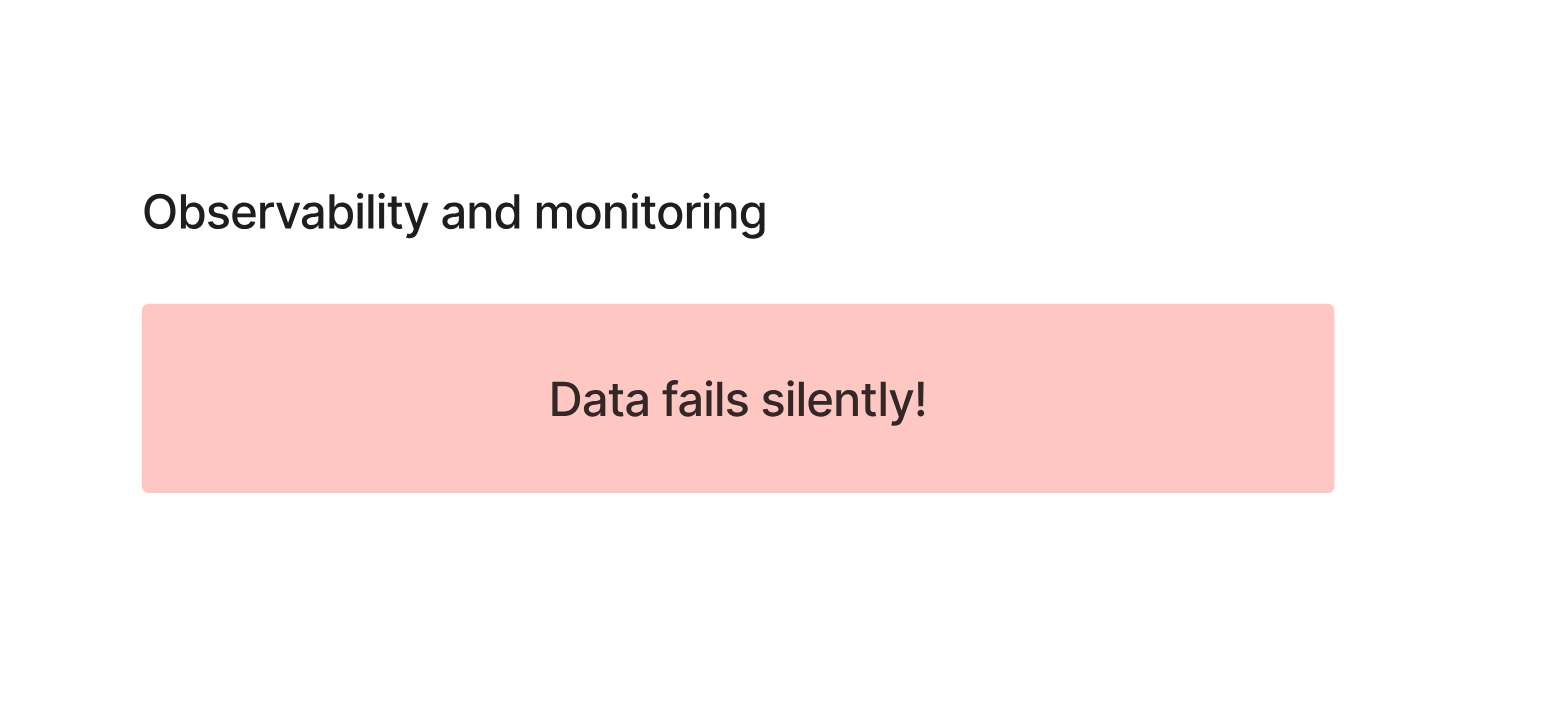 Observability and monitoring
Data fails silently!